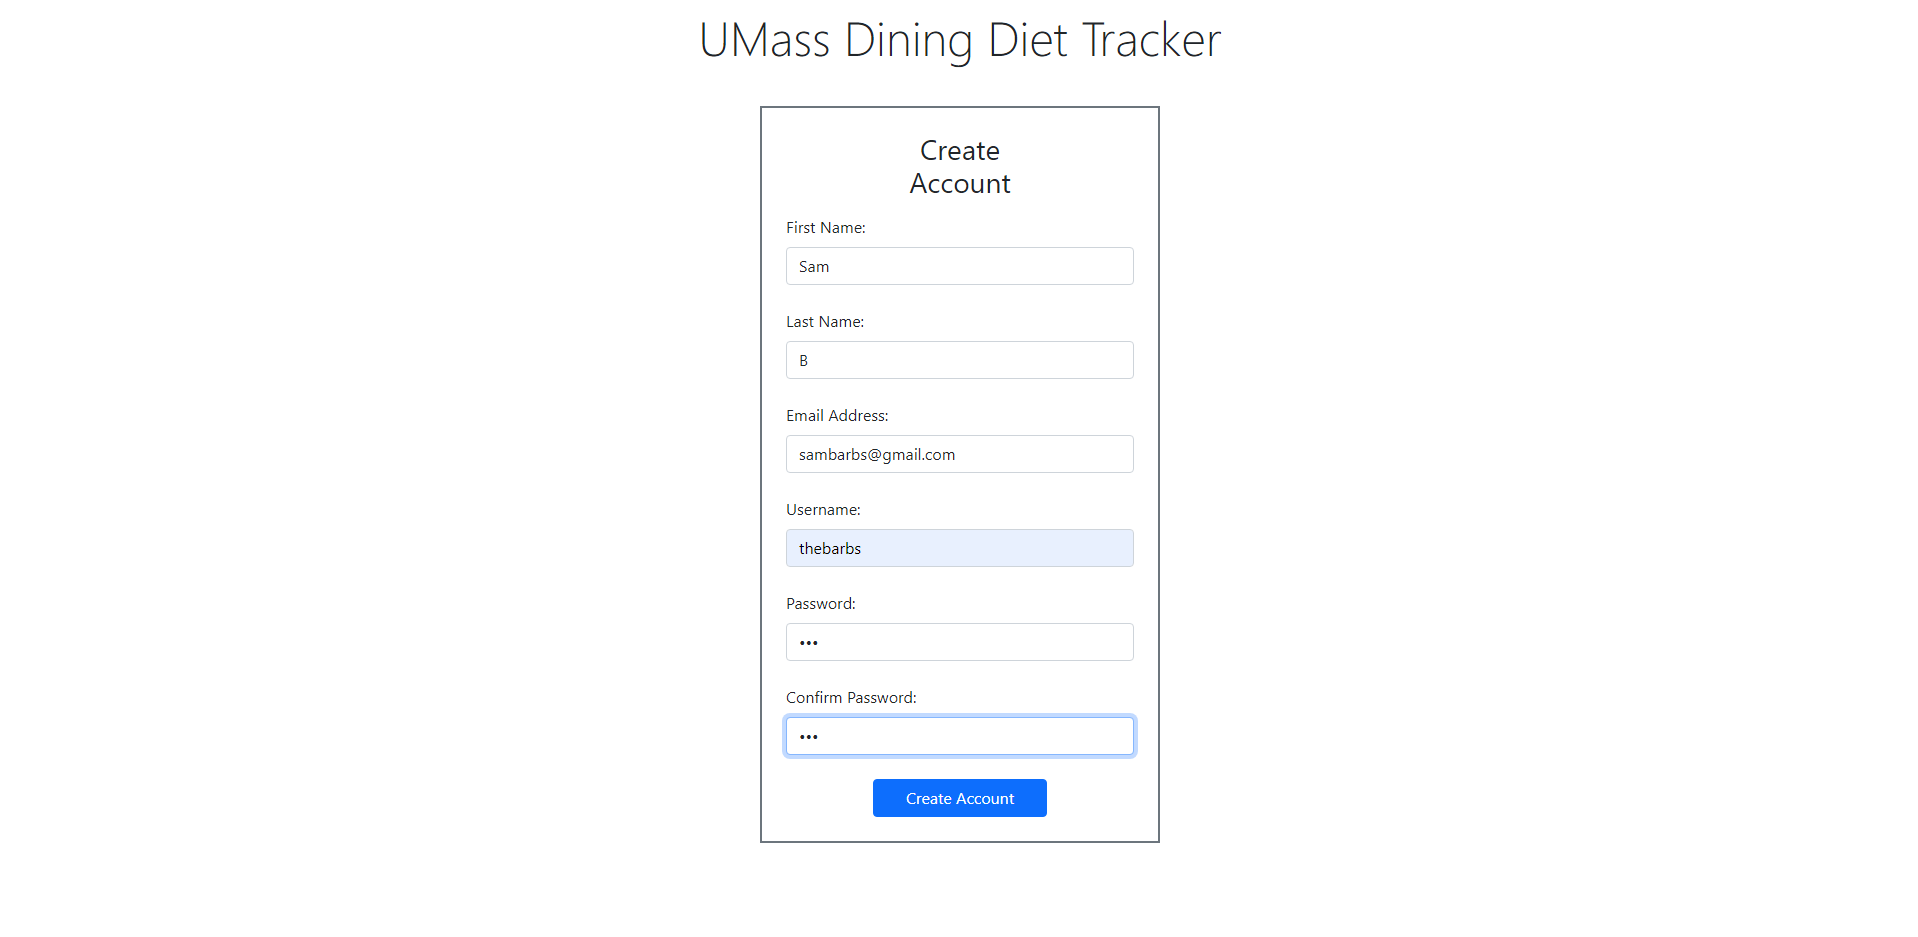 UMass Dining Diet Tracker
Create
Account
First Name:
Sam
Last Name:
B
Email Address:
sambarbs@gmail.com
Username:
thebarbs
Password:
•••
Confirm Password:
•••
Create Account